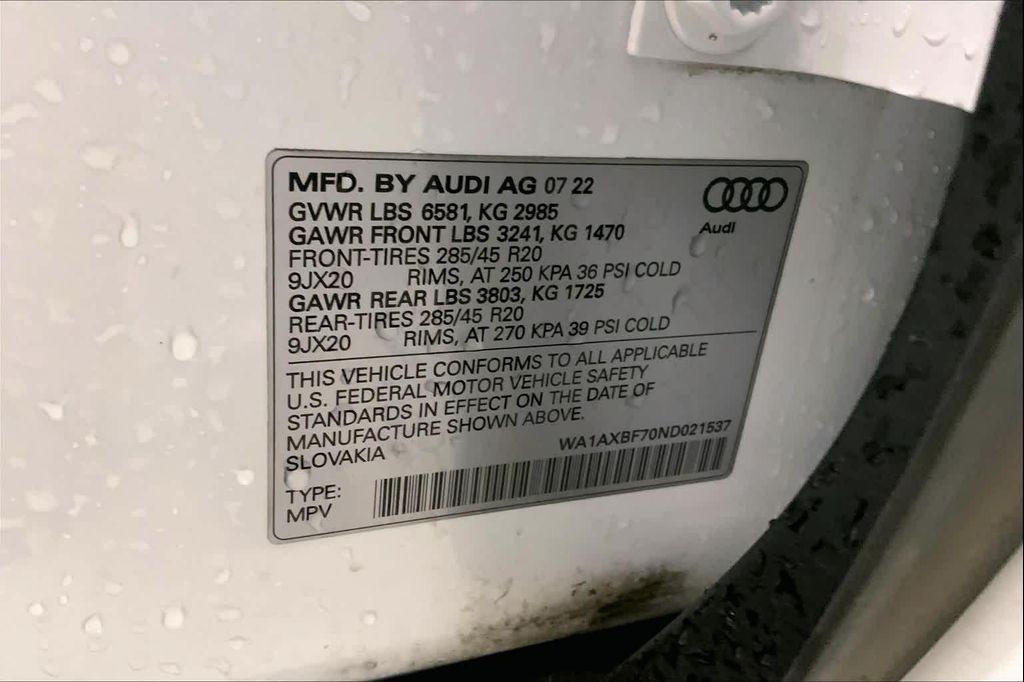 MFD. BY AUDI AG 07 22
GVWR LBS 6581, KG 2985
GAWR FRONT LBS 3241, KG 1470
FRONT-TIRES 285/45 R20
9JX20 RIMS, AT 250 KPA 36 PSI COLD
GAWR REAR LBS 3803, KG 1725
REAR-TIRES 285/45 R20
9JX20 RIMS, AT 270 KPA 39 PSI COLD
Audi
THIS VEHICLE CONFORMS TO ALL APPLICABLE
U.S. FEDERAL MOTOR VEHICLE SAFETY
STANDARDS IN EFFECT ON THE DATE OF
MANUFACTURE SHOWN ABOVE.
SLOVAKIA WA1AXBF70ND021537
TYPE:
MPV